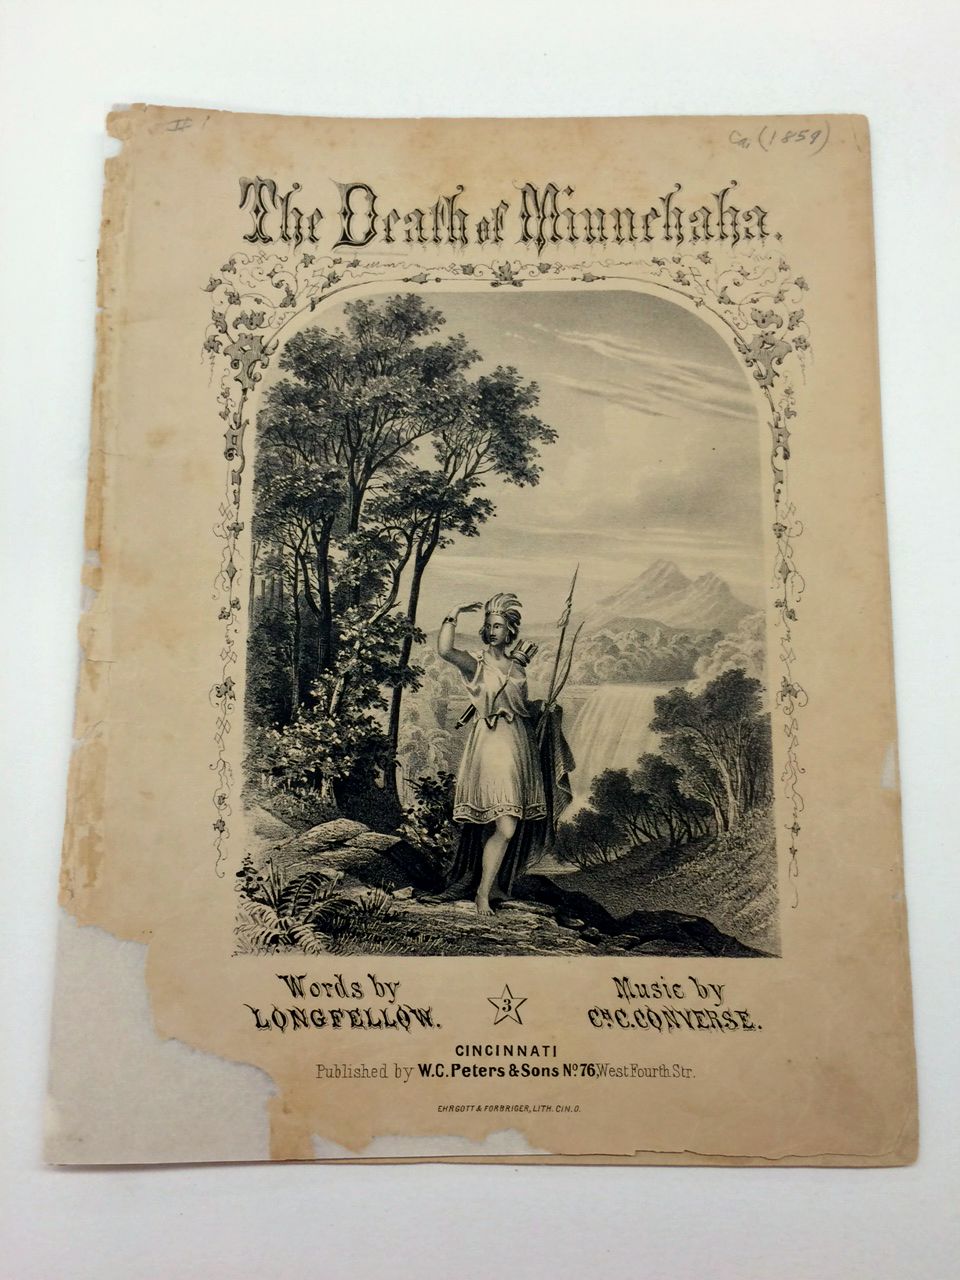 # 1
Ca. (1859)
The Death of Minnehaha.
Words by
LONGFELLOW.
3
Music by
Chs. C. CONVERSE.
CINCINNATI
Published by W.C. Peters & Sons No. 76, West Fourth Str.
EHRGOTT & FORBRIGER, LITH. CIN. O.